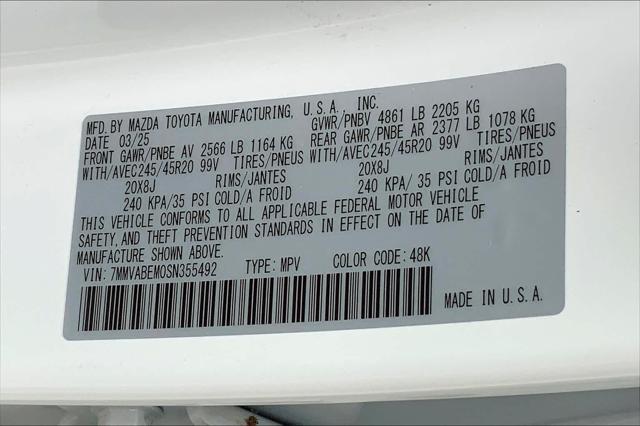 MFD. BY MAZDA TOYOTA MANUFACTURING, U.S.A., INC.
DATE 03/25 GVWR/PNBV 4861 LB 2205 KG
FRONT GAWR/PNBE AV 2566 LB 1164 KG REAR GAWR/PNBE AR 2377 LB 1078 KG
WITH/AVEC245/45R20 99V TIRES/PNEUS WITH/AVEC245/45R20 99V TIRES/PNEUS
20X8J RIMS/JANTES 20X8J RIMS/JANTES
240 KPA/35 PSI COLD/A FROID 240 KPA/35 PSI COLD/A FROID
THIS VEHICLE CONFORMS TO ALL APPLICABLE FEDERAL MOTOR VEHICLE
SAFETY, AND THEFT PREVENTION STANDARDS IN EFFECT ON THE DATE OF
MANUFACTURE SHOWN ABOVE.
VIN: 7MMVABEM0SN355492 TYPE: MPV COLOR CODE: 48K
MADE IN U.S.A.